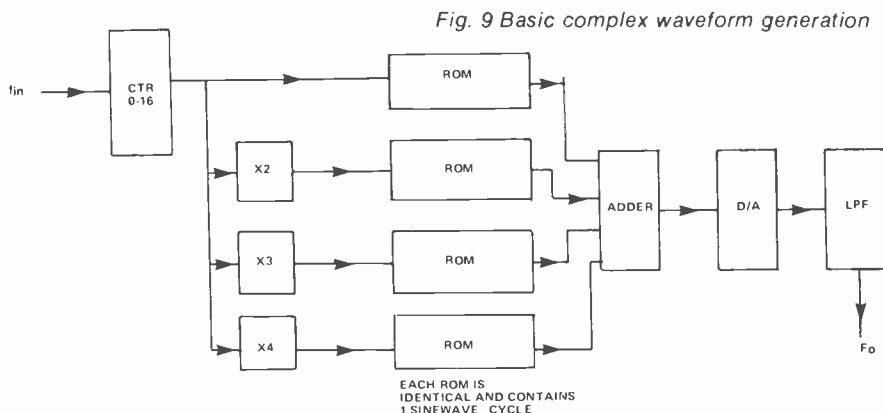 Fig. 9 Basic complex waveform generation
fin
CTR
0-16
ROM
X2
ROM
X3
ROM
X4
ROM
ADDER
D/A
LPF
Fo
EACH ROM IS
IDENTICAL AND CONTAINS
1 SINEWAVE CYCLE